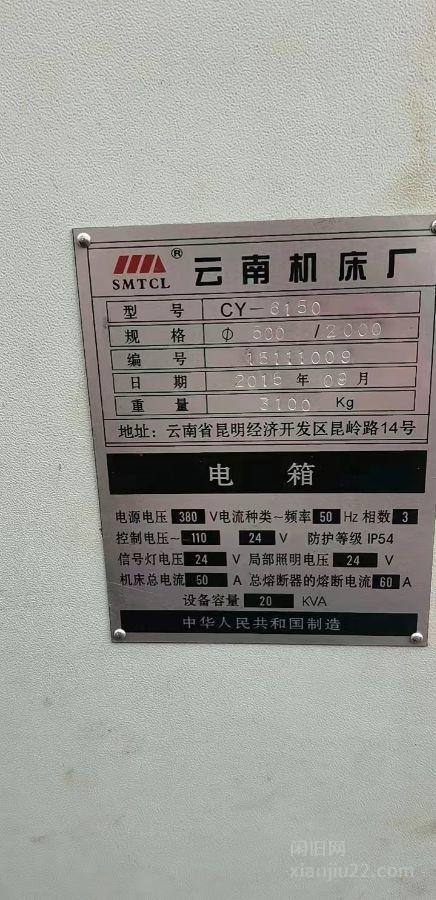 SMTCL ® 云南机床厂
型号 CY-6150
规格 Φ 500 /2000
编号 15111009
日期 2015 年 09 月
重量 3100 Kg
地址: 云南省昆明经济开发区昆岭路14号
电箱
电源电压 380 V 电流种类~频率 50 Hz 相数 3
控制电压~ 110 24 V 防护等级 IP54
信号灯电压 24 V 局部照明电压 24 V
机床总电流 50 A 总熔断器的熔断电流 60 A
设备容量 20 KVA
中华人民共和国制造
闲旧网
xianjiu22.com